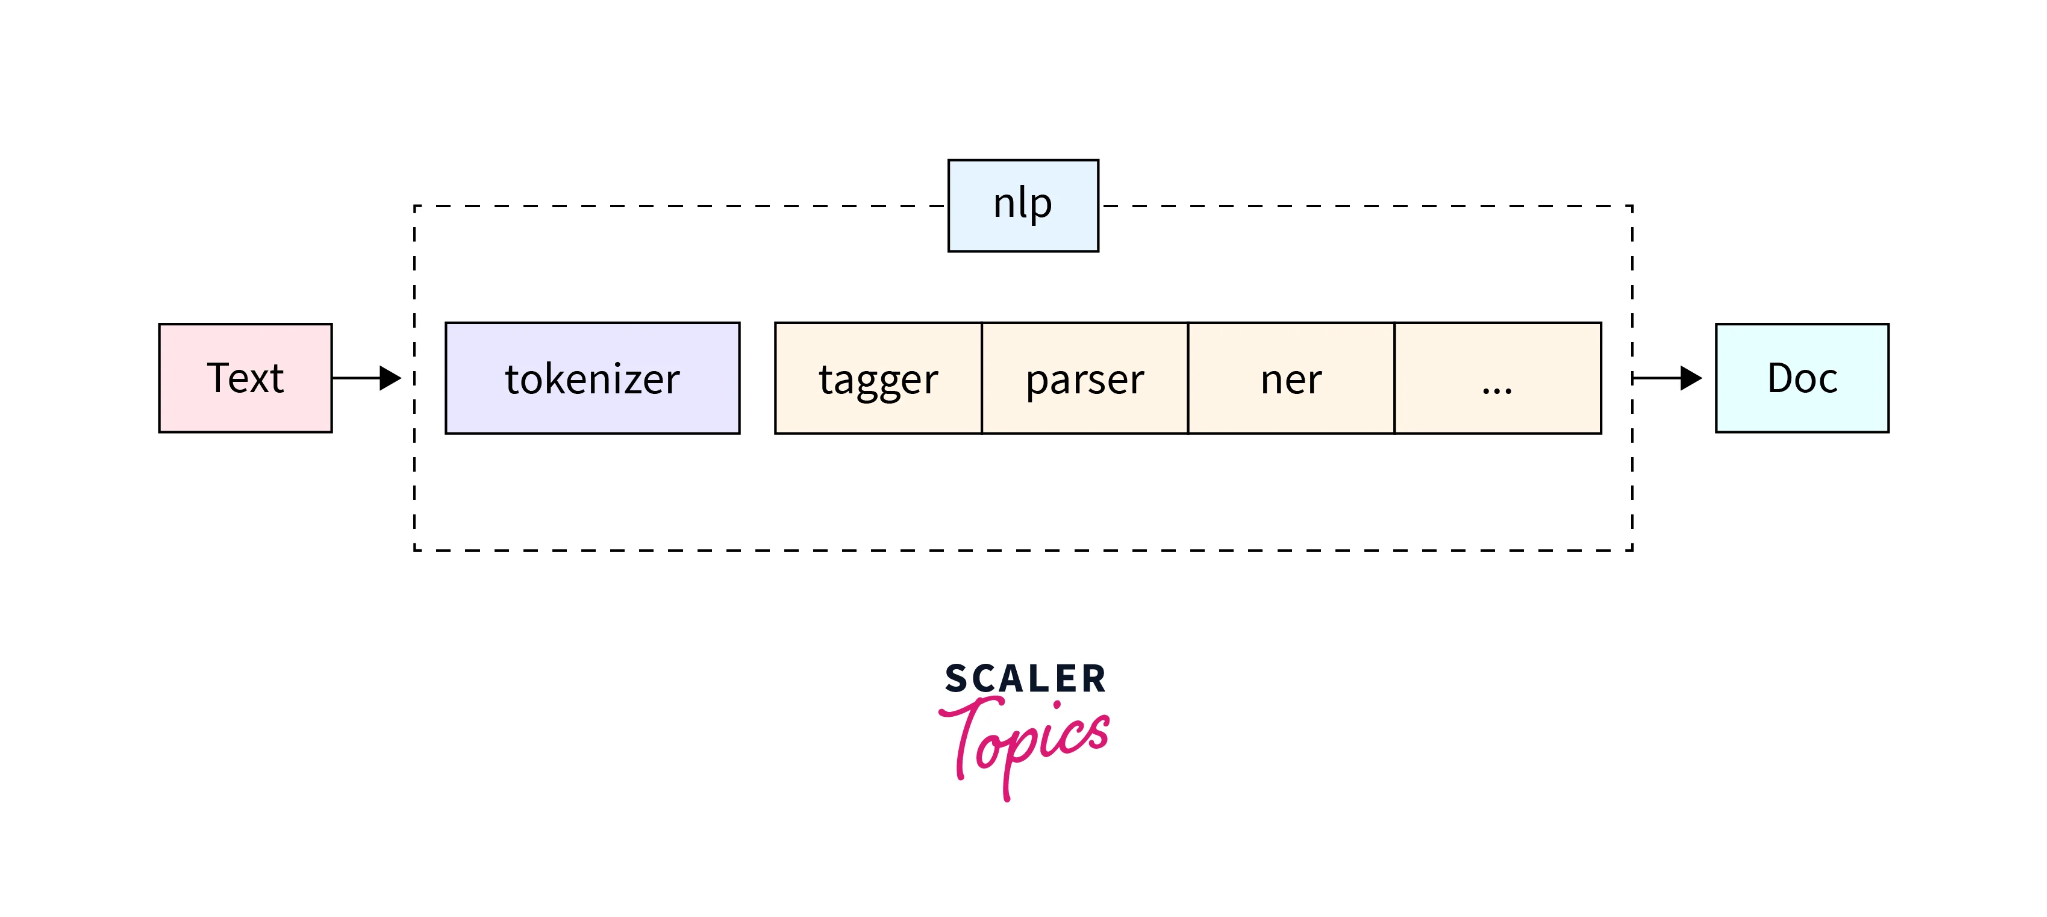 nlp
Text
tokenizer
tagger
parser
ner
...
Doc
SCALER
Topics